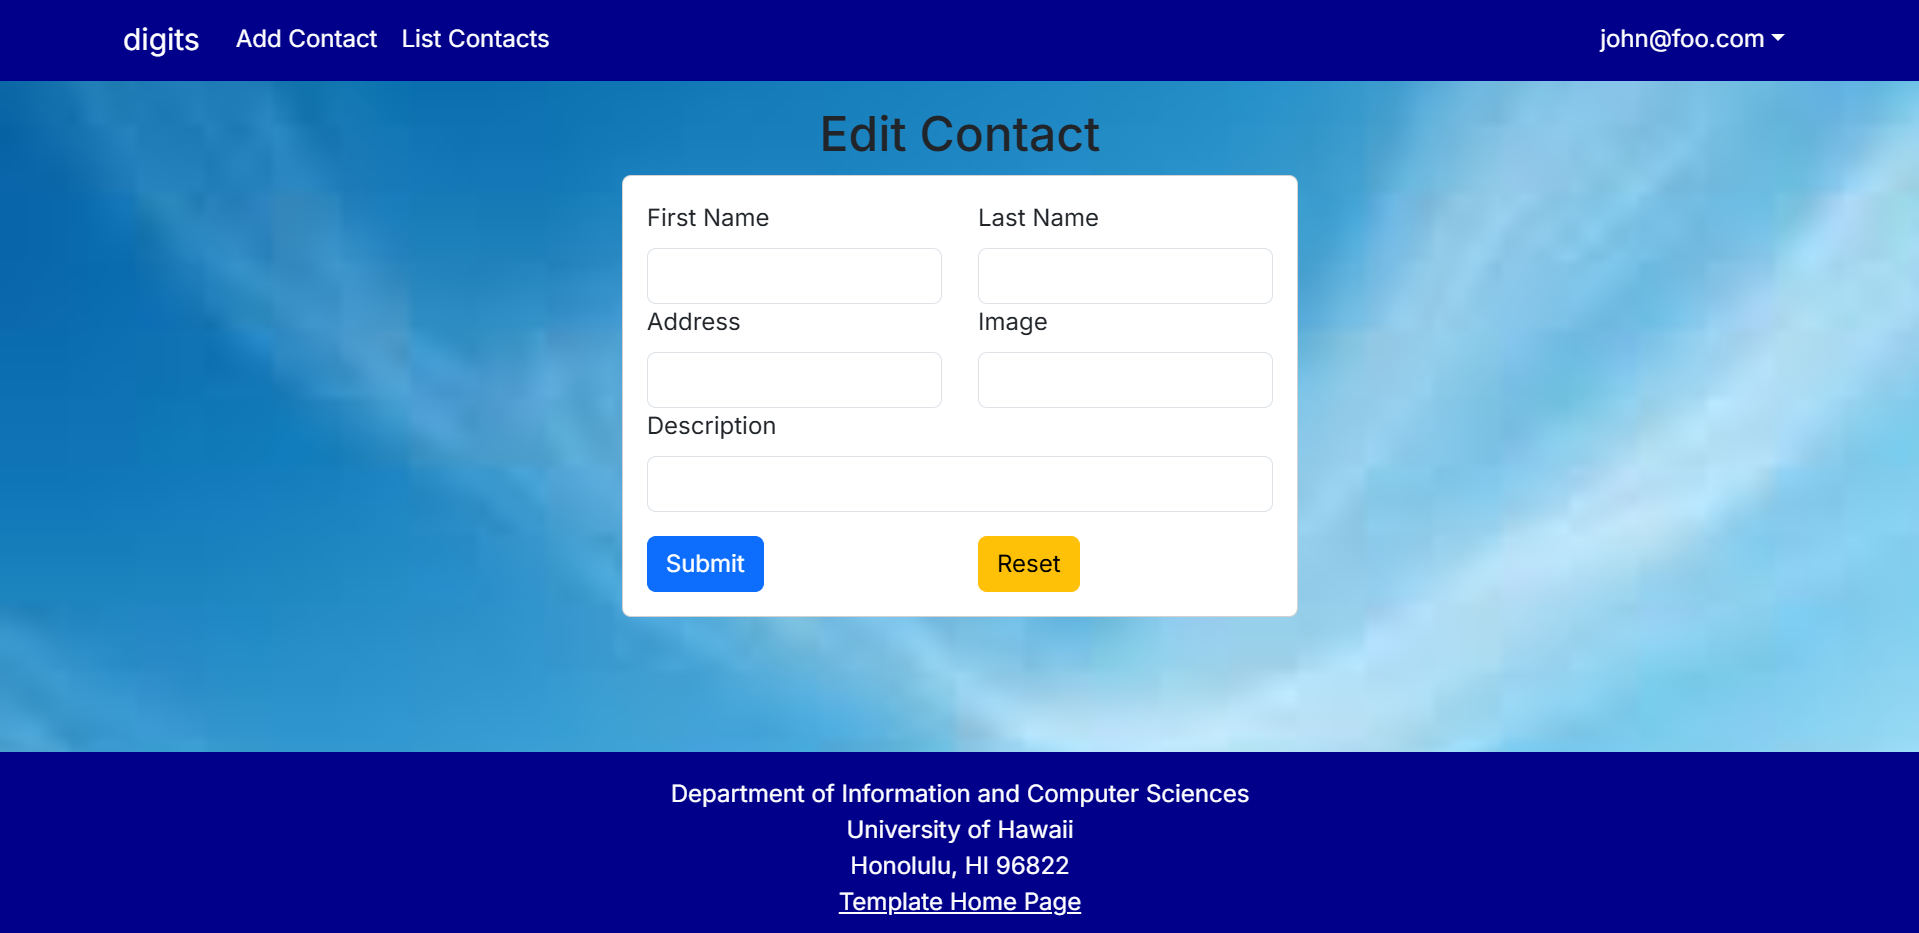 digits Add Contact List Contacts john@foo.com
Edit Contact
First Name Last Name
Address Image
Description
Submit Reset
Department of Information and Computer Sciences
University of Hawaii
Honolulu, HI 96822
Template Home Page